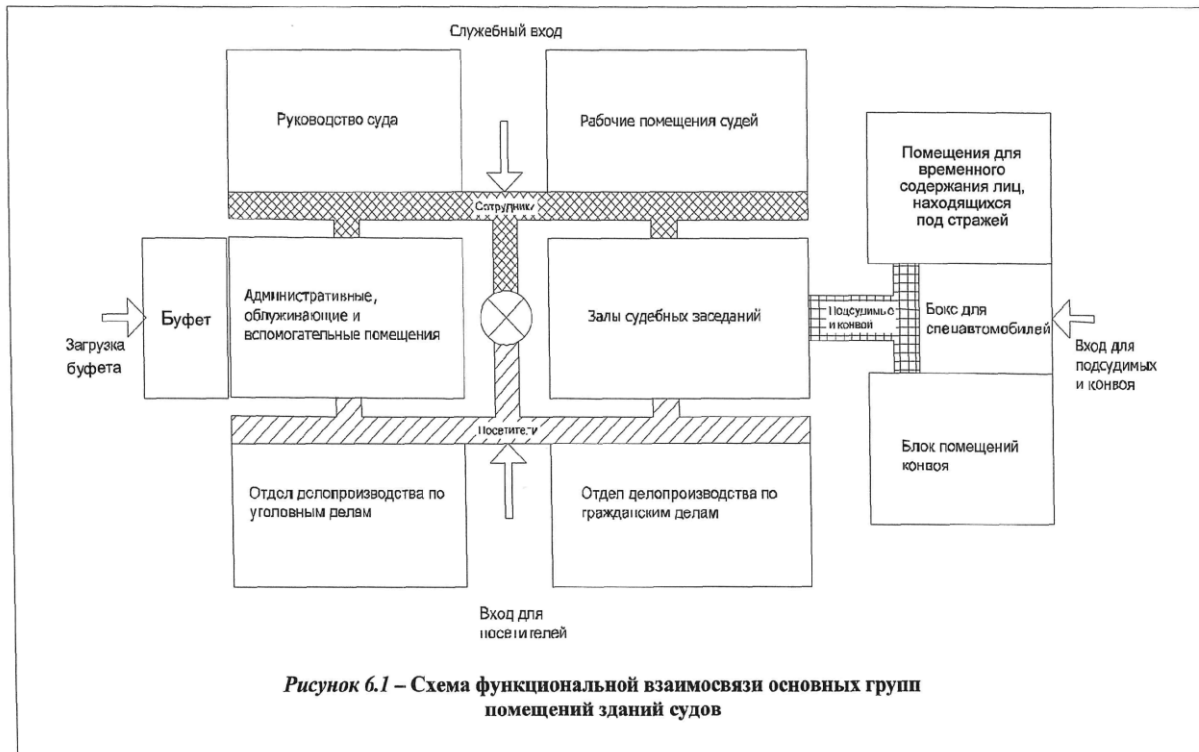 Служебный вход
Руководство суда
Рабочие помещения судей
Помещения для
временного
содержания лиц,
находящихся
под стражей
Сотрудники
Буфет
Административные,
облуживающие и
вспомогательные помещения
Залы судебных заседаний
Подсудимые
и конвой
Бокс для
спецавтомобилей
Загрузка
буфета
Вход для
подсудимых
и конвоя
Посетители
Блок помещений
конвоя
Отдел делопроизводства по
уголовным делам
Отдел делопроизводства по
гражданским делам
Вход для
посетителей
Рисунок 6.1 – Схема функциональной взаимосвязи основных групп
помещений зданий судов